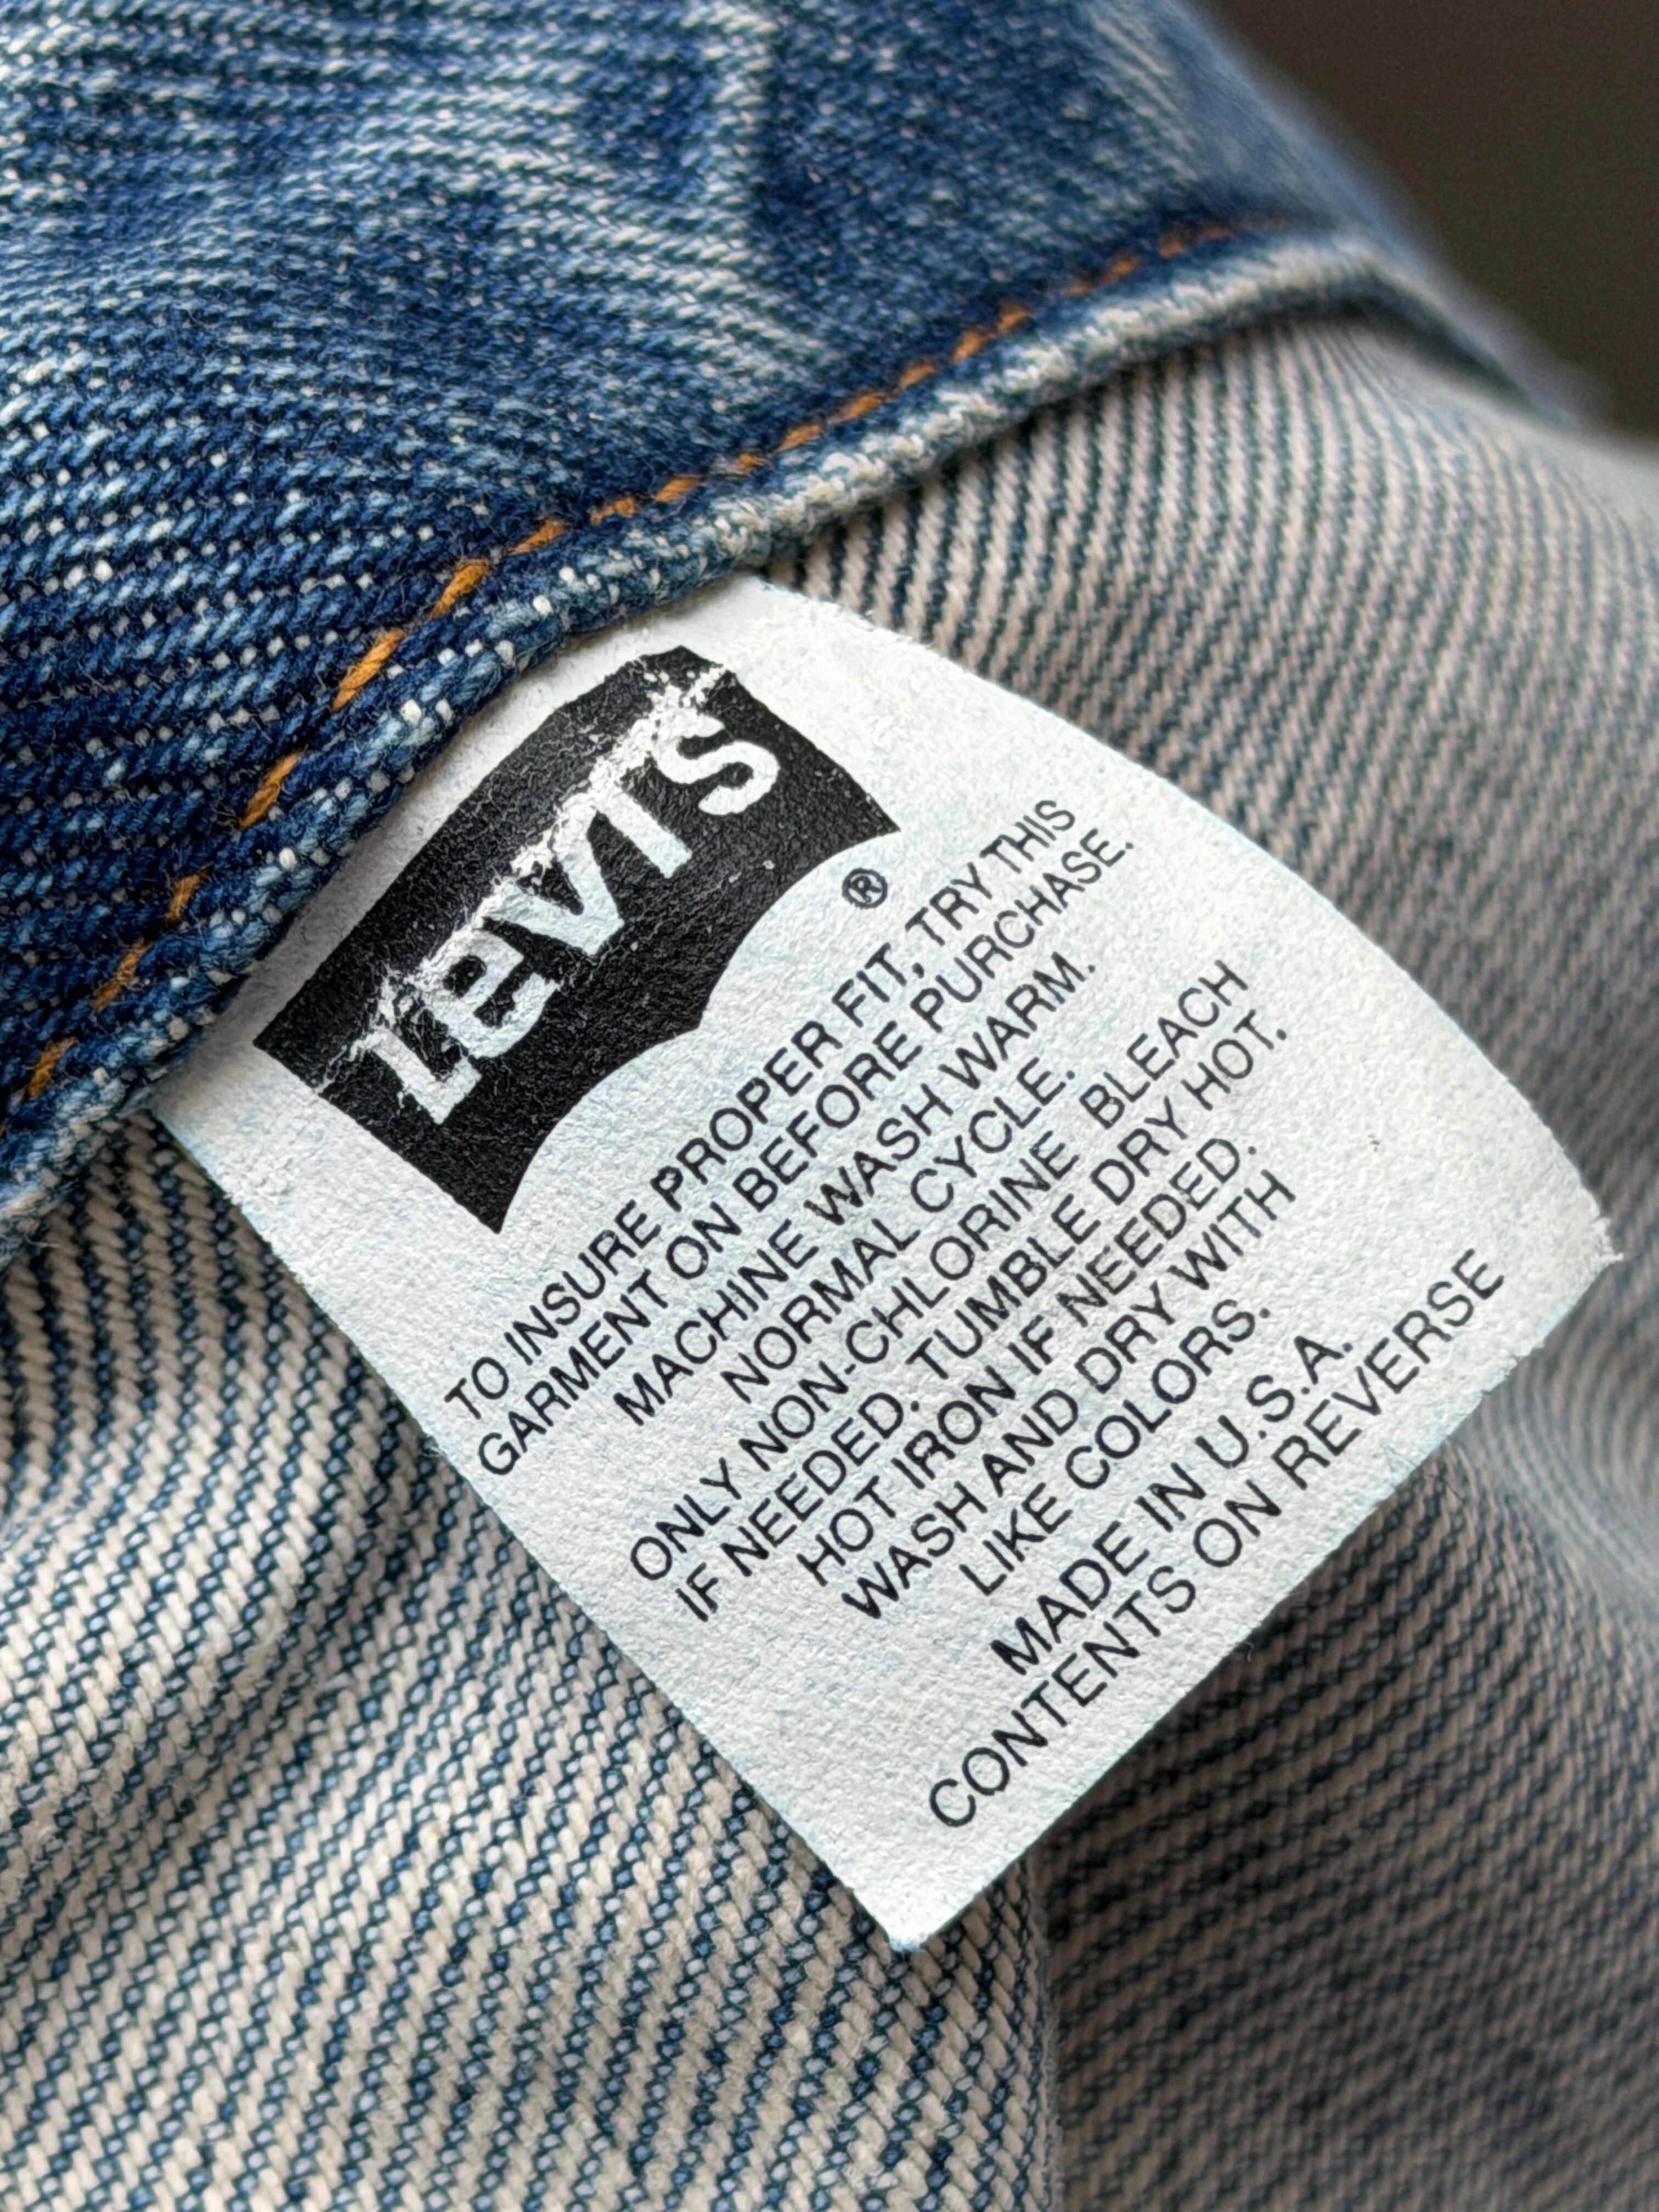 Levi's
®
TO INSURE PROPER FIT, TRY THIS
GARMENT ON BEFORE PURCHASE.
MACHINE WASH WARM.
NORMAL CYCLE.
ONLY NON-CHLORINE BLEACH
IF NEEDED. TUMBLE DRY HOT.
HOT IRON IF NEEDED.
WASH AND DRY WITH
LIKE COLORS.
MADE IN U.S.A.
CONTENTS ON REVERSE